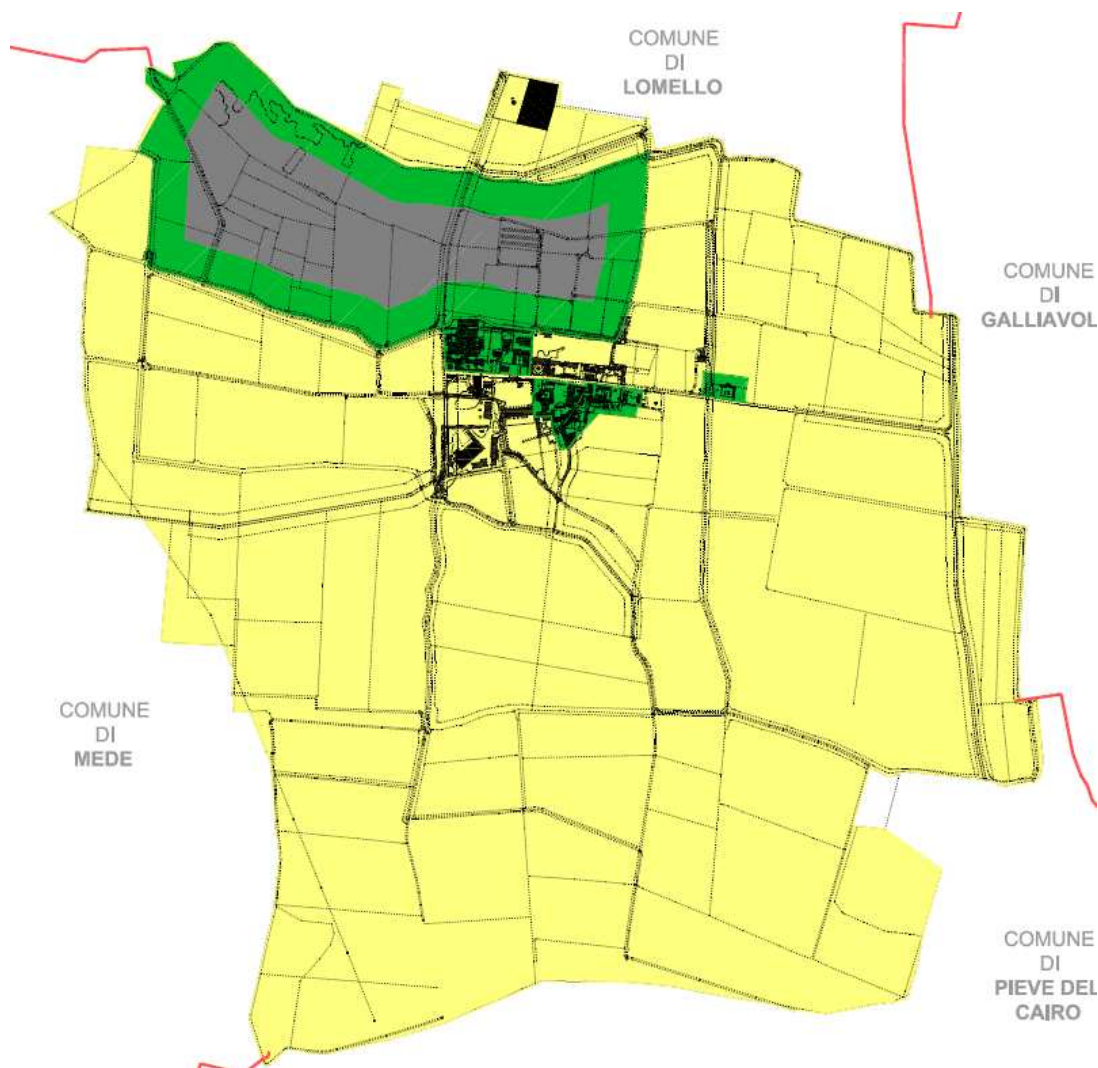 COMUNE
DI
LOMELLO
COMUNE
DI
GALLIAVOL
COMUNE
DI
MEDE
COMUNE
DI
PIEVE DEL
CAIRO